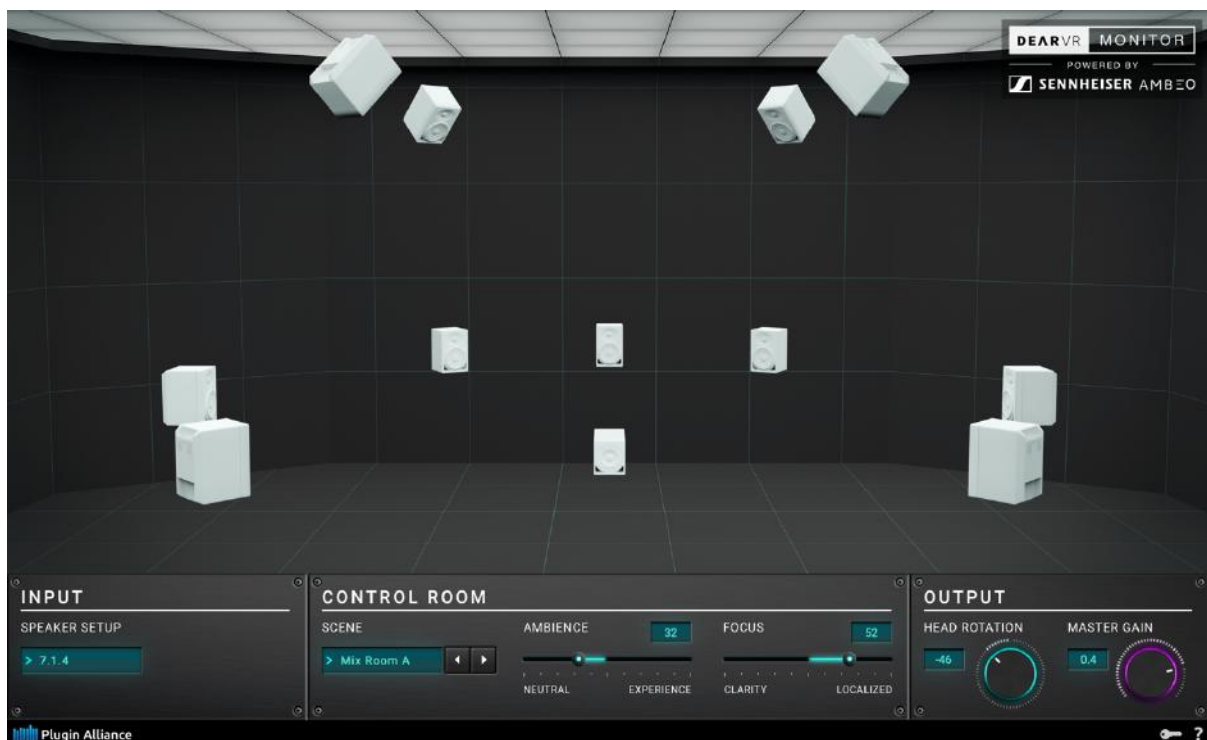 DEARVR MONITOR
POWERED BY
SENNHEISER AMBEO
INPUT
SPEAKER SETUP
> 7.1.4
CONTROL ROOM
SCENE
> Mix Room A
AMBIENCE
32
NEUTRAL
EXPERIENCE
FOCUS
52
CLARITY
LOCALIZED
OUTPUT
HEAD ROTATION
-46
MASTER GAIN
0.4
Plugin Alliance
?